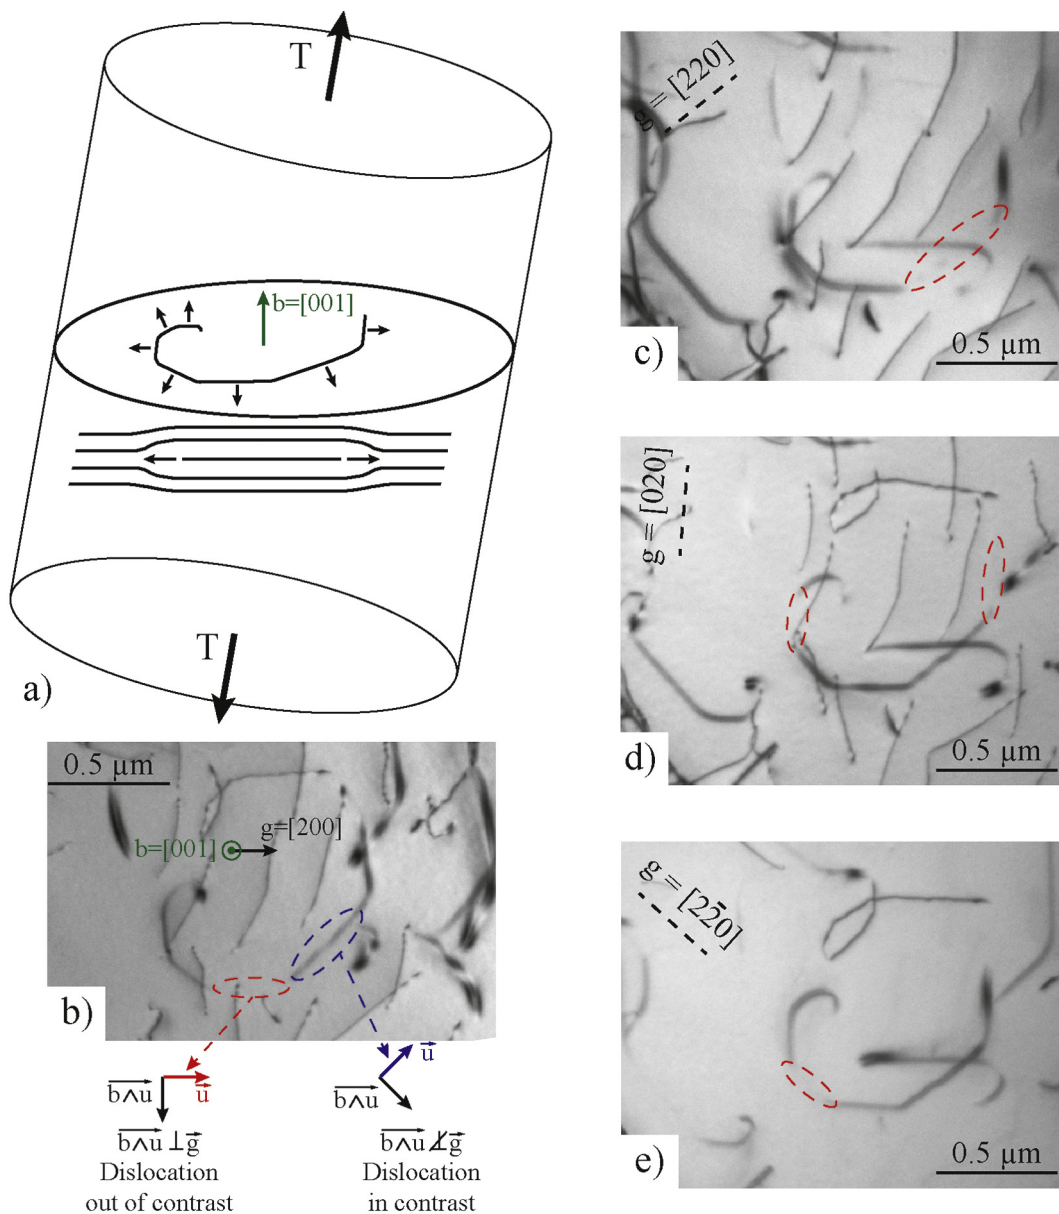 T
b=[001]
T
a)
0.5 µm
g=[200]
b=[001]
b)
u
b∧u
u
b∧u
b∧u ⊥ g
Dislocation
out of contrast
b∧u ⊥̸ g
Dislocation
in contrast
g = [220]
c)
0.5 µm
g = [020]
d)
0.5 µm
g = [22̄0]
e)
0.5 µm